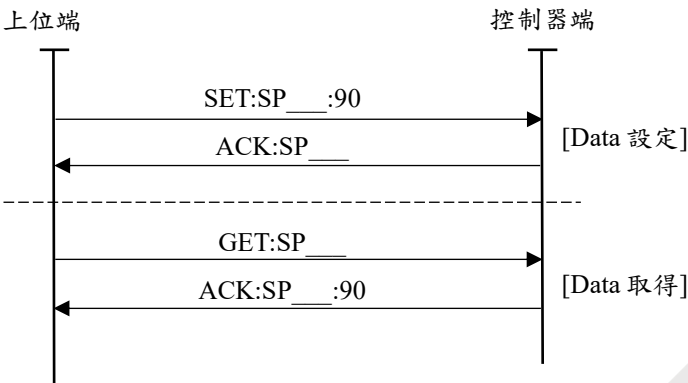 上位端
控制器端
SET:SP___:90
[Data 設定]
ACK:SP___
GET:SP___
[Data 取得]
ACK:SP___:90